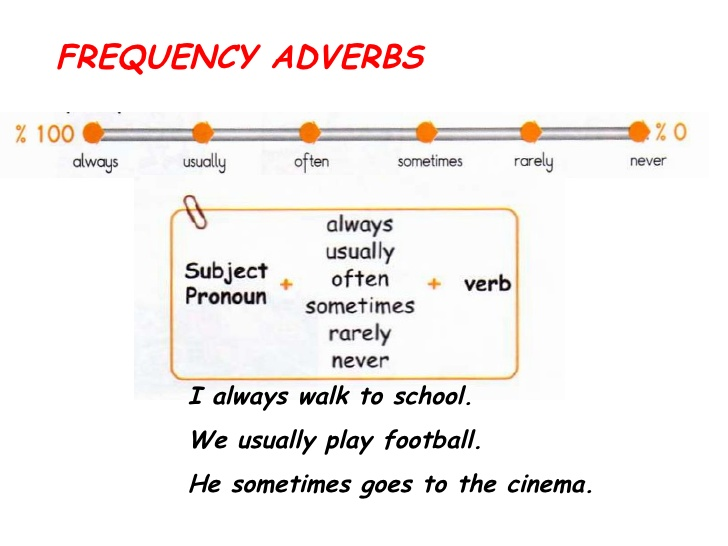 FREQUENCY ADVERBS
% 100 % 0
always usually often sometimes rarely never
always
usually
often
sometimes
rarely
never
Subject
Pronoun + + verb
I always walk to school.
We usually play football.
He sometimes goes to the cinema.